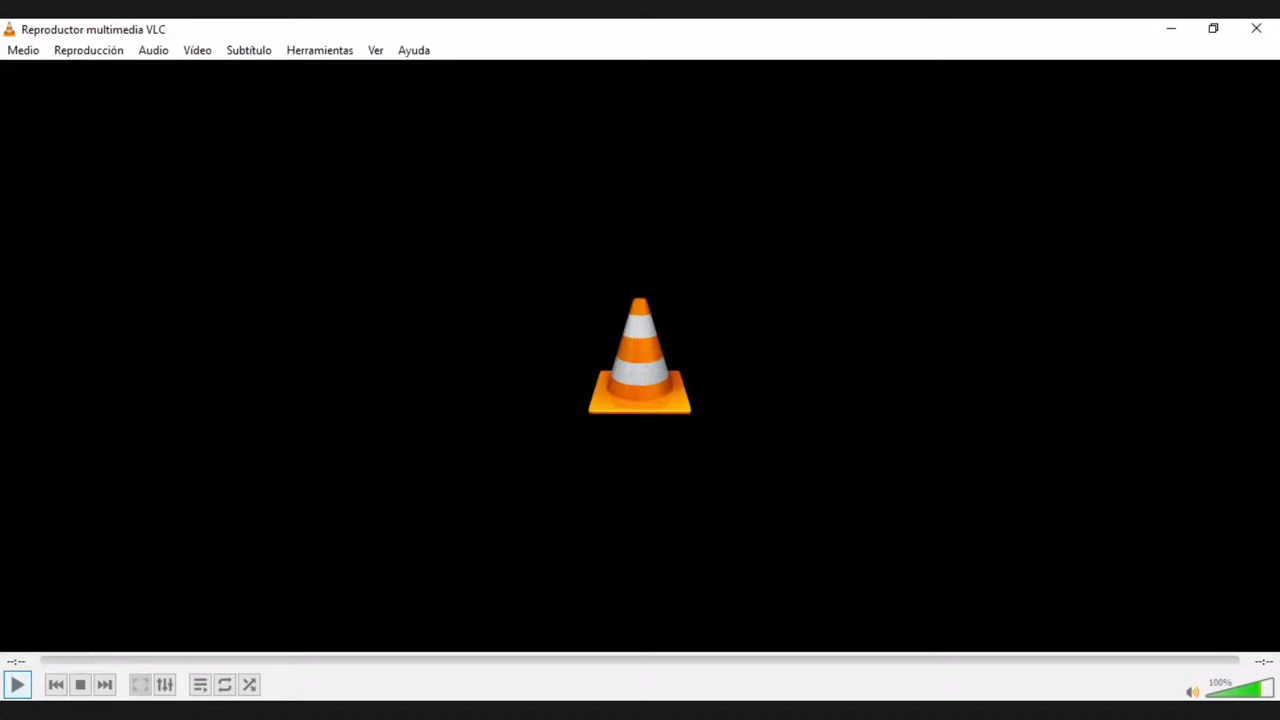 Reproductor multimedia VLC
Medio Reproducción Audio Vídeo Subtítulo Herramientas Ver Ayuda
--:-- --:--
100%